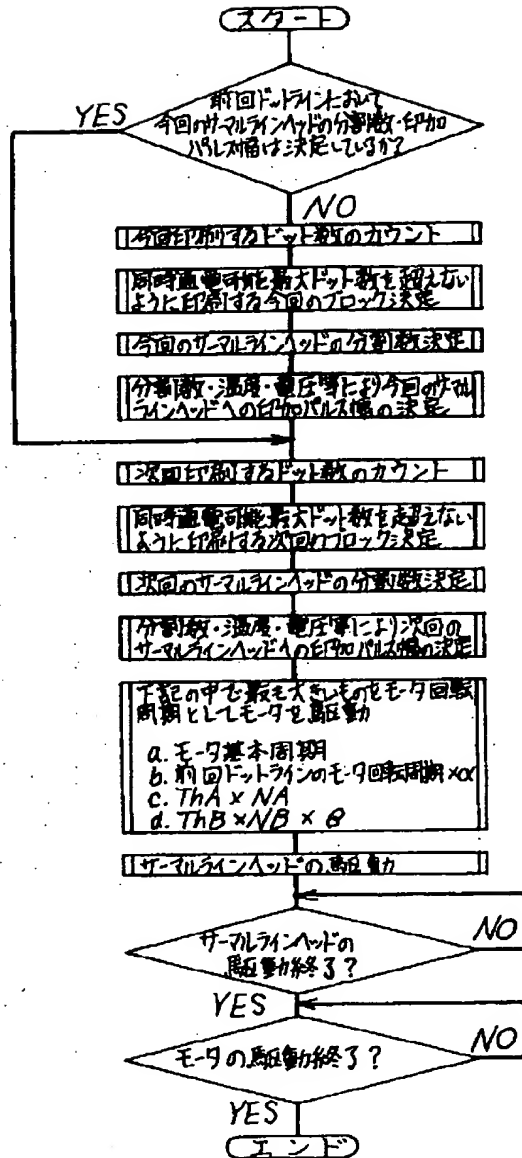 スタート
前回ドットラインにおいて
今回のサーマルラインヘッドの分割数・印加
パルス幅は決定しているか?
YES
NO
今回印刷するドット数のカウント
同時通電可能最大ドット数を超えない
ように印刷する今回のブロック決定
今回のサーマルラインヘッドの分割数決定
分割数・温度・電圧等により今回のサーマル
ラインヘッドへの印加パルス幅の決定
次回印刷するドット数のカウント
同時通電可能最大ドット数を超えない
ように印刷する次回のブロック決定
次回のサーマルラインヘッドの分割数決定
分割数・温度・電圧等により次回の
サーマルラインヘッドへの印加パルス幅の決定
下記の中で最も大きいものをモータ回転
周期としてモータを駆動
a. モータ基本周期
b. 前回ドットラインのモータ回転周期×α
c. ThA × NA
d. ThB × NB × β
サーマルラインヘッドの駆動
サーマルラインヘッドの
駆動終了?
NO
YES
モータの駆動終了?
NO
YES
エンド